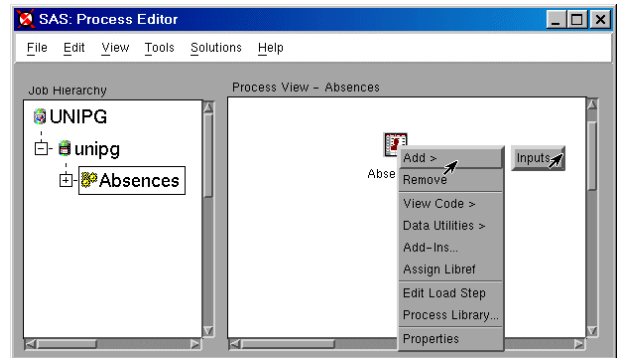 SAS: Process Editor
File Edit View Tools Solutions Help
Job Hierarchy
UNIPG
unipg
Absences
Process View - Absences
Abse
Add >
Remove
View Code >
Data Utilities >
Add-Ins...
Assign Libref
Edit Load Step
Process Library...
Properties
Inputs